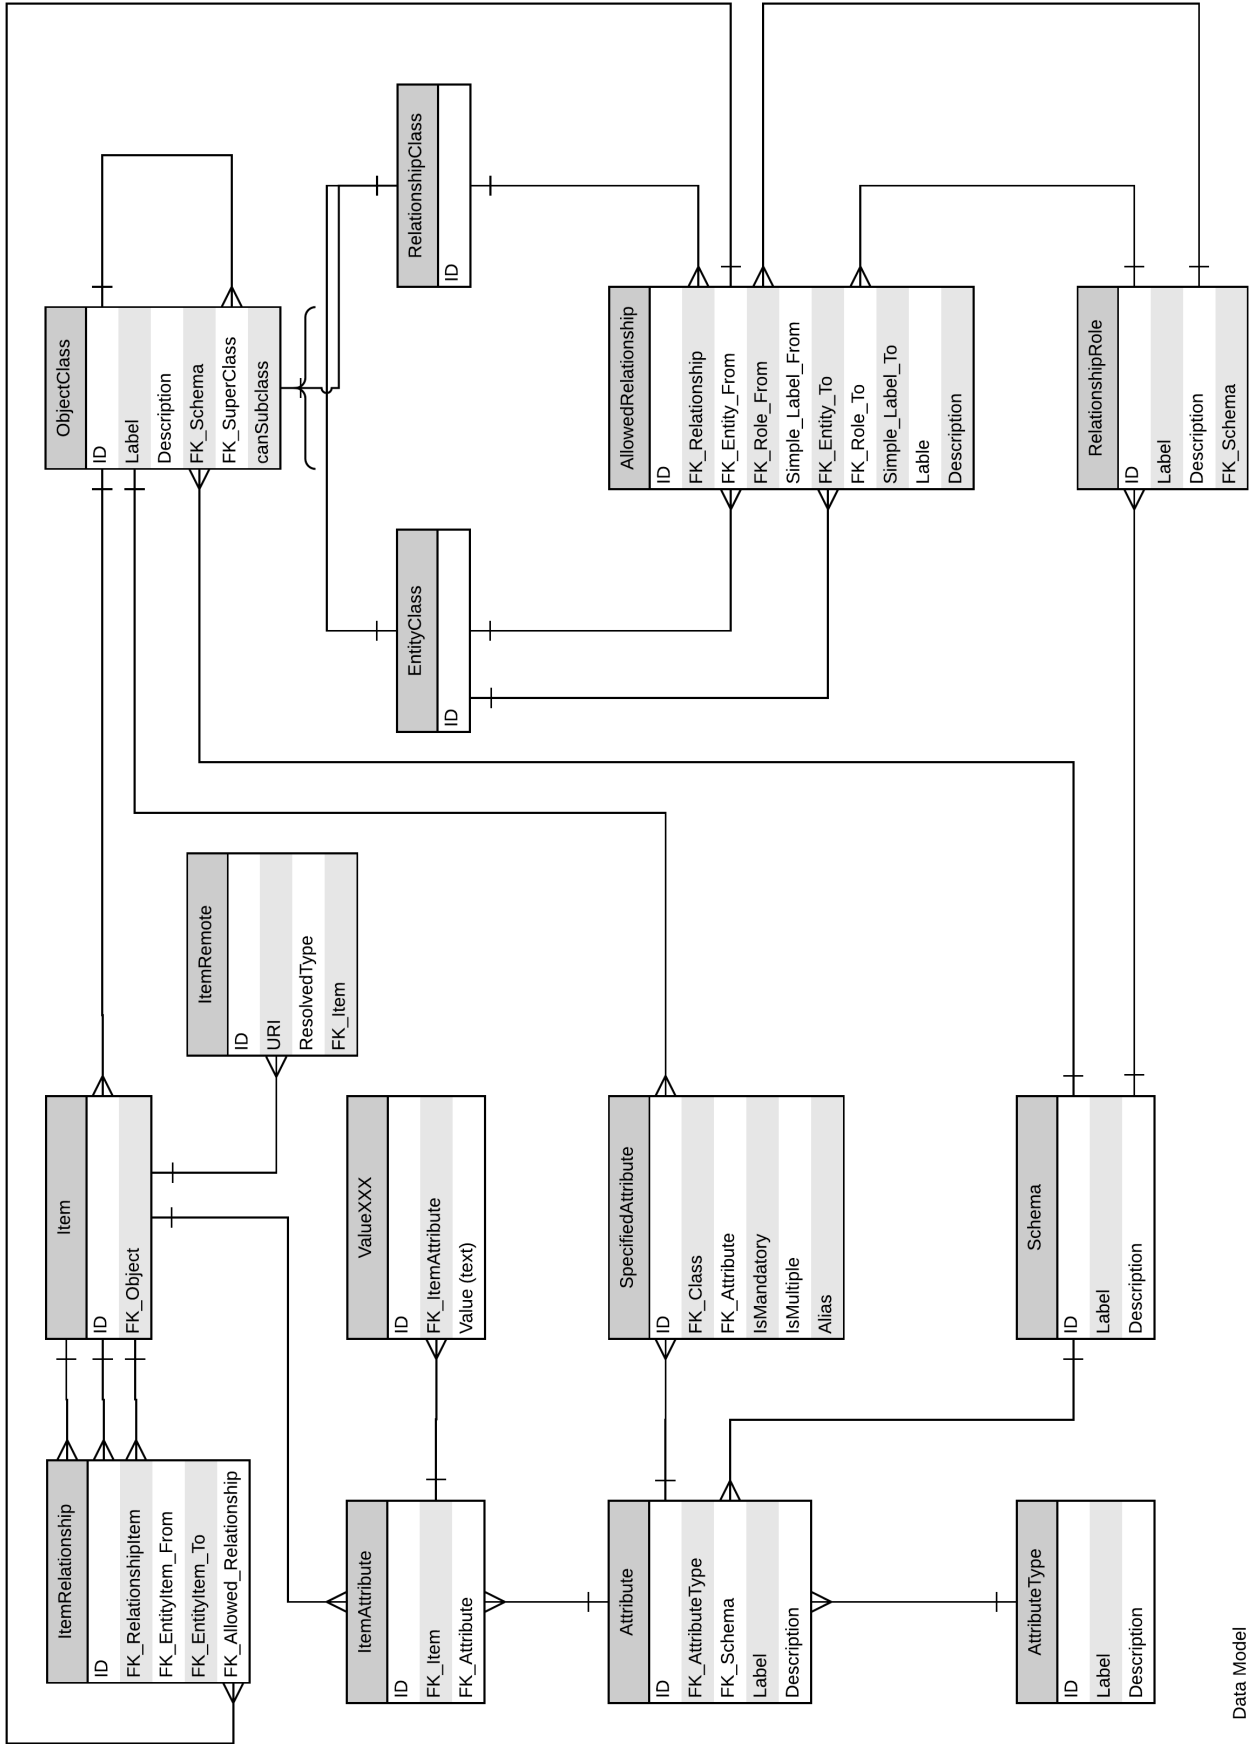 ItemRelationship
ID
FK_RelationshipItem
FK_EntityItem_From
FK_EntityItem_To
FK_Allowed_Relationship
Item
ID
FK_Object
ObjectClass
ID
Label
Description
FK_Schema
FK_SuperClass
canSubclass
ItemRemote
ID
URI
ResolvedType
FK_Item
ItemAttribute
ID
FK_Item
FK_Attribute
ValueXXX
ID
FK_ItemAttribute
Value (text)
EntityClass
ID
RelationshipClass
ID
Attribute
ID
FK_AttributeType
FK_Schema
Label
Description
SpecifiedAttribute
ID
FK_Class
FK_Attribute
IsMandatory
IsMultiple
Alias
AllowedRelationship
ID
FK_Relationship
FK_Entity_From
FK_Role_From
Simple_Label_From
FK_Entity_To
FK_Role_To
Simple_Label_To
Lable
Description
AttributeType
ID
Label
Description
Schema
ID
Label
Description
RelationshipRole
ID
Label
Description
FK_Schema
Data Model